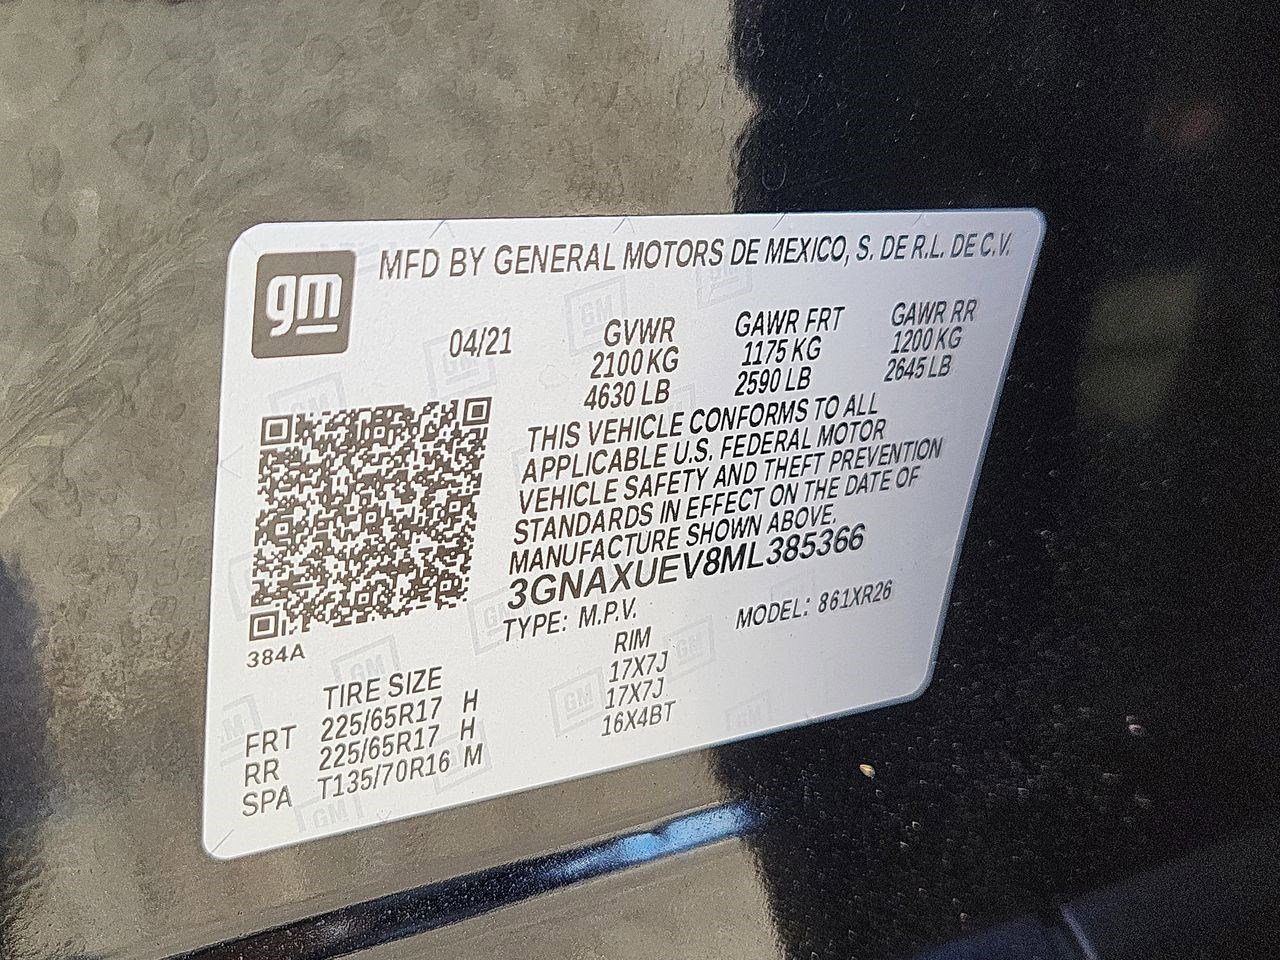 gm
MFD BY GENERAL MOTORS DE MEXICO, S. DE R.L. DE C.V.
04/21
GVWR
2100 KG
4630 LB
GAWR FRT
1175 KG
2590 LB
GAWR RR
1200 KG
2645 LB
THIS VEHICLE CONFORMS TO ALL
APPLICABLE U.S. FEDERAL MOTOR
VEHICLE SAFETY AND THEFT PREVENTION
STANDARDS IN EFFECT ON THE DATE OF
MANUFACTURE SHOWN ABOVE.
3GNAXUEV8ML385366
TYPE: M.P.V. MODEL: 861XR26
384A
TIRE SIZE RIM
FRT 225/65R17 H 17X7J
RR 225/65R17 H 17X7J
SPA T135/70R16 M 16X4BT